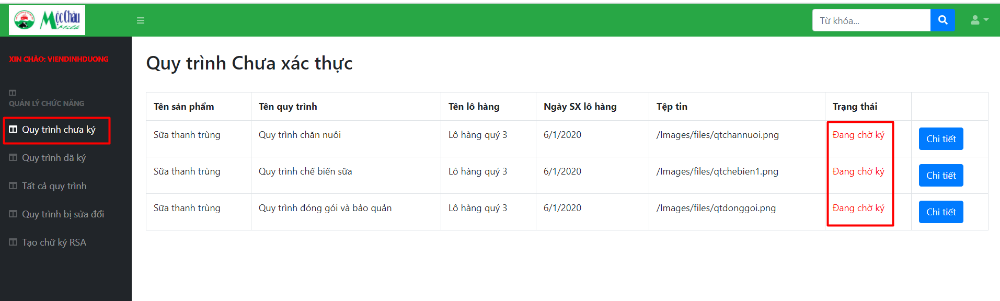 Mộc Châu
Milk
Từ khóa...
XIN CHÀO: VIENDINHDUONG
QUẢN LÝ CHỨC NĂNG
Quy trình chưa ký
Quy trình đã ký
Tất cả quy trình
Quy trình bị sửa đổi
Tạo chữ ký RSA
Quy trình Chưa xác thực
Tên sản phẩm Tên quy trình Tên lô hàng Ngày SX lô hàng Tệp tin Trạng thái
Sữa thanh trùng Quy trình chăn nuôi Lô hàng quý 3 6/1/2020 /Images/files/qtchannuoi.png Đang chờ ký Chi tiết
Sữa thanh trùng Quy trình chế biến sữa Lô hàng quý 3 6/1/2020 /Images/files/qtchebien1.png Đang chờ ký Chi tiết
Sữa thanh trùng Quy trình đóng gói và bảo quản Lô hàng quý 3 6/1/2020 /Images/files/qtdonggoi.png Đang chờ ký Chi tiết